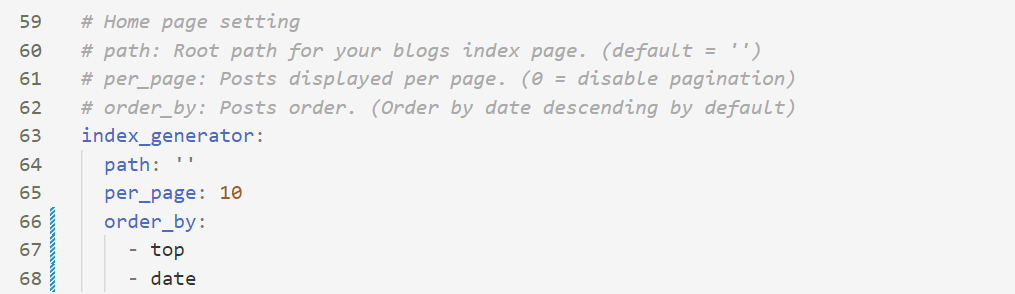 59 # Home page setting
60 # path: Root path for your blogs index page. (default = '')
61 # per_page: Posts displayed per page. (0 = disable pagination)
62 # order_by: Posts order. (Order by date descending by default)
63 index_generator:
64   path: ''
65   per_page: 10
66   order_by:
67     - top
68     - date